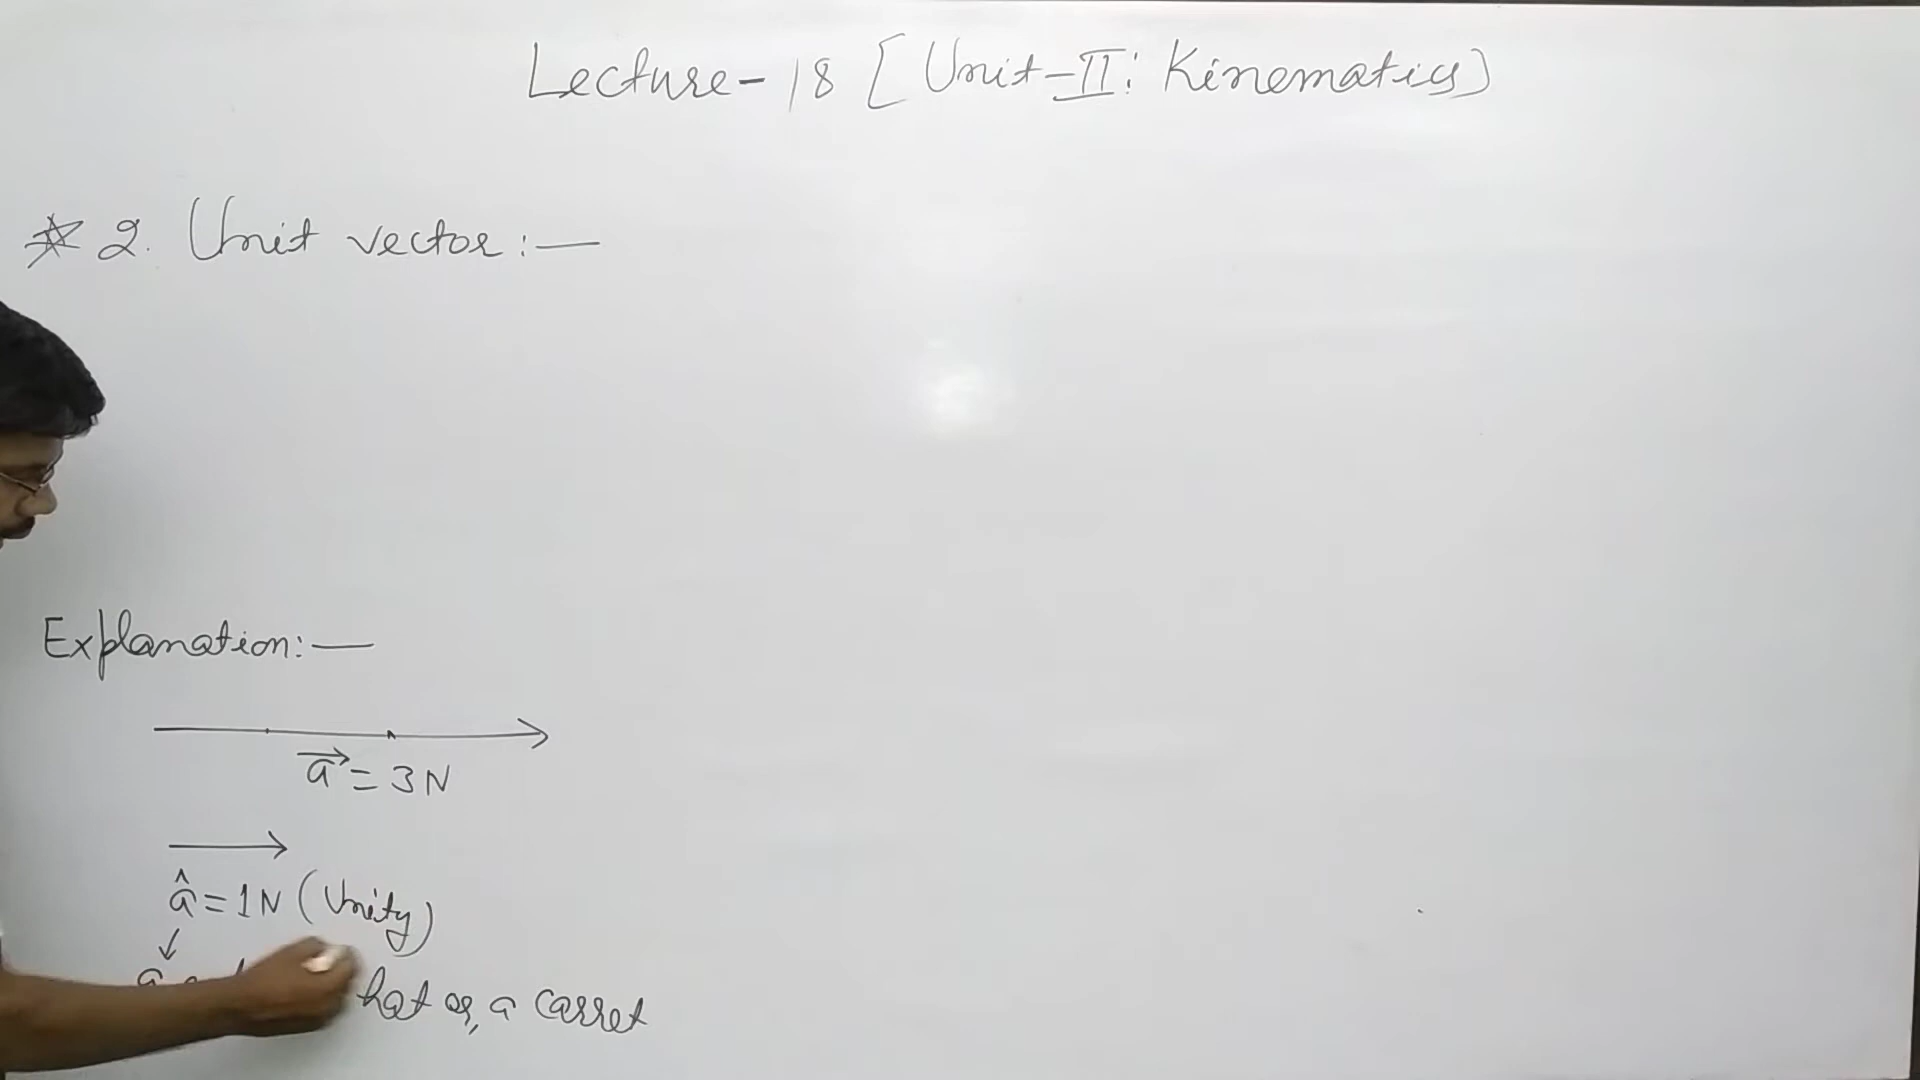 Lecture-18 [Unit-II: Kinematics)
* 2. Unit vector:—
Explanation:—
→a = 3N
â = 1N (Unity)
↓
a hat or, a carret